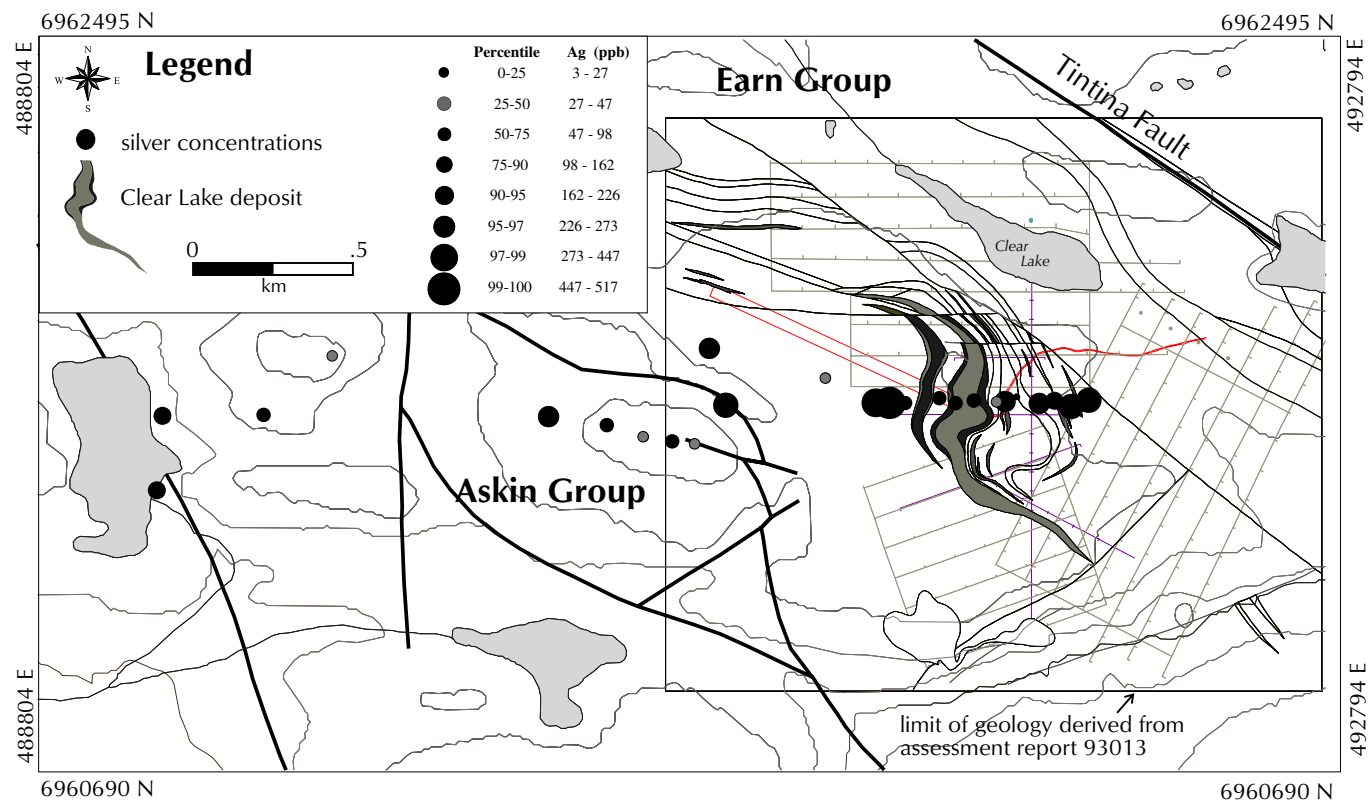 6962495 N
6962495 N
488804 E
492794 E
Legend
N
W
E
S
silver concentrations
Clear Lake deposit
0
.5
km
Percentile
Ag (ppb)
0-25
3 - 27
25-50
27 - 47
50-75
47 - 98
75-90
98 - 162
90-95
162 - 226
95-97
226 - 273
97-99
273 - 447
99-100
447 - 517
Earn Group
Tintina Fault
Clear
Lake
Askin Group
limit of geology derived from
assessment report 93013
488804 E
492794 E
6960690 N
6960690 N